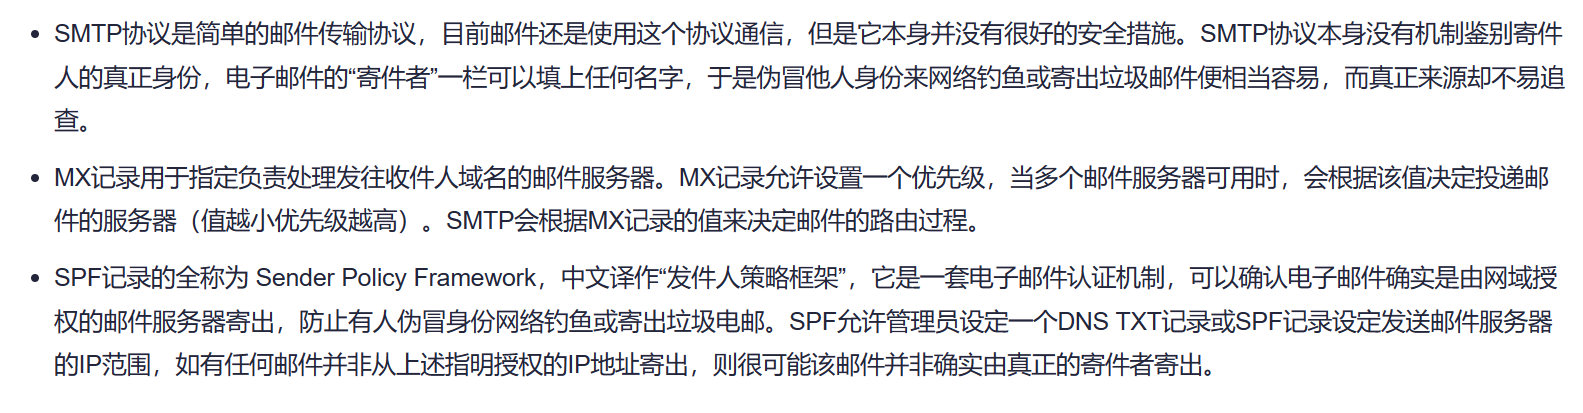 SMTP协议是简单的邮件传输协议，目前邮件还是使用这个协议通信，但是它本身并没有很好的安全措施。SMTP协议本身没有机制鉴别寄件
人的真正身份，电子邮件的“寄件者”一栏可以填上任何名字，于是伪冒他人身份来网络钓鱼或寄出垃圾邮件便相当容易，而真正来源却不易追
查。
MX记录用于指定负责处理发往收件人域名的邮件服务器。MX记录允许设置一个优先级，当多个邮件服务器可用时，会根据该值决定投递邮
件的服务器（值越小优先级越高）。SMTP会根据MX记录的值来决定邮件的路由过程。
SPF记录的全称为 Sender Policy Framework，中文译作“发件人策略框架”，它是一套电子邮件认证机制，可以确认电子邮件确实是由网域授
权的邮件服务器寄出，防止有人伪冒身份网络钓鱼或寄出垃圾电邮。SPF允许管理员设定一个DNS TXT记录或SPF记录设定发送邮件服务器
的IP范围，如有任何邮件并非从上述指明授权的IP地址寄出，则很可能该邮件并非确实由真正的寄件者寄出。